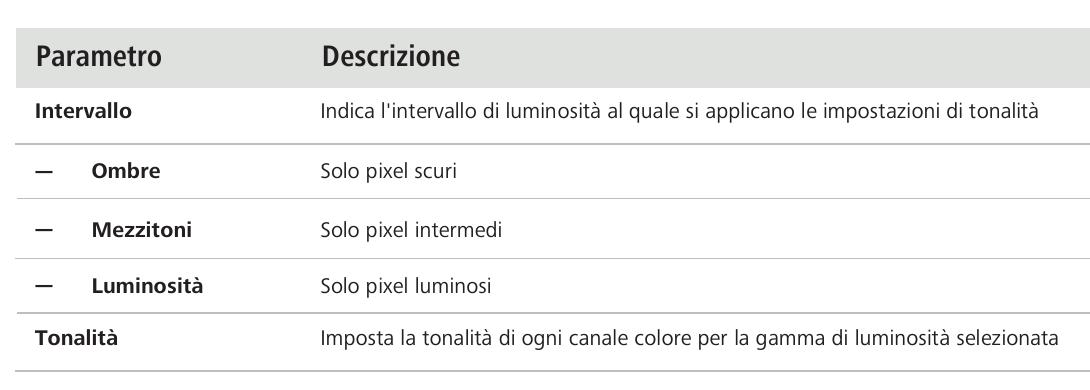 Parametro Descrizione
Intervallo Indica l'intervallo di luminosità al quale si applicano le impostazioni di tonalità
— Ombre Solo pixel scuri
— Mezzitoni Solo pixel intermedi
— Luminosità Solo pixel luminosi
Tonalità Imposta la tonalità di ogni canale colore per la gamma di luminosità selezionata